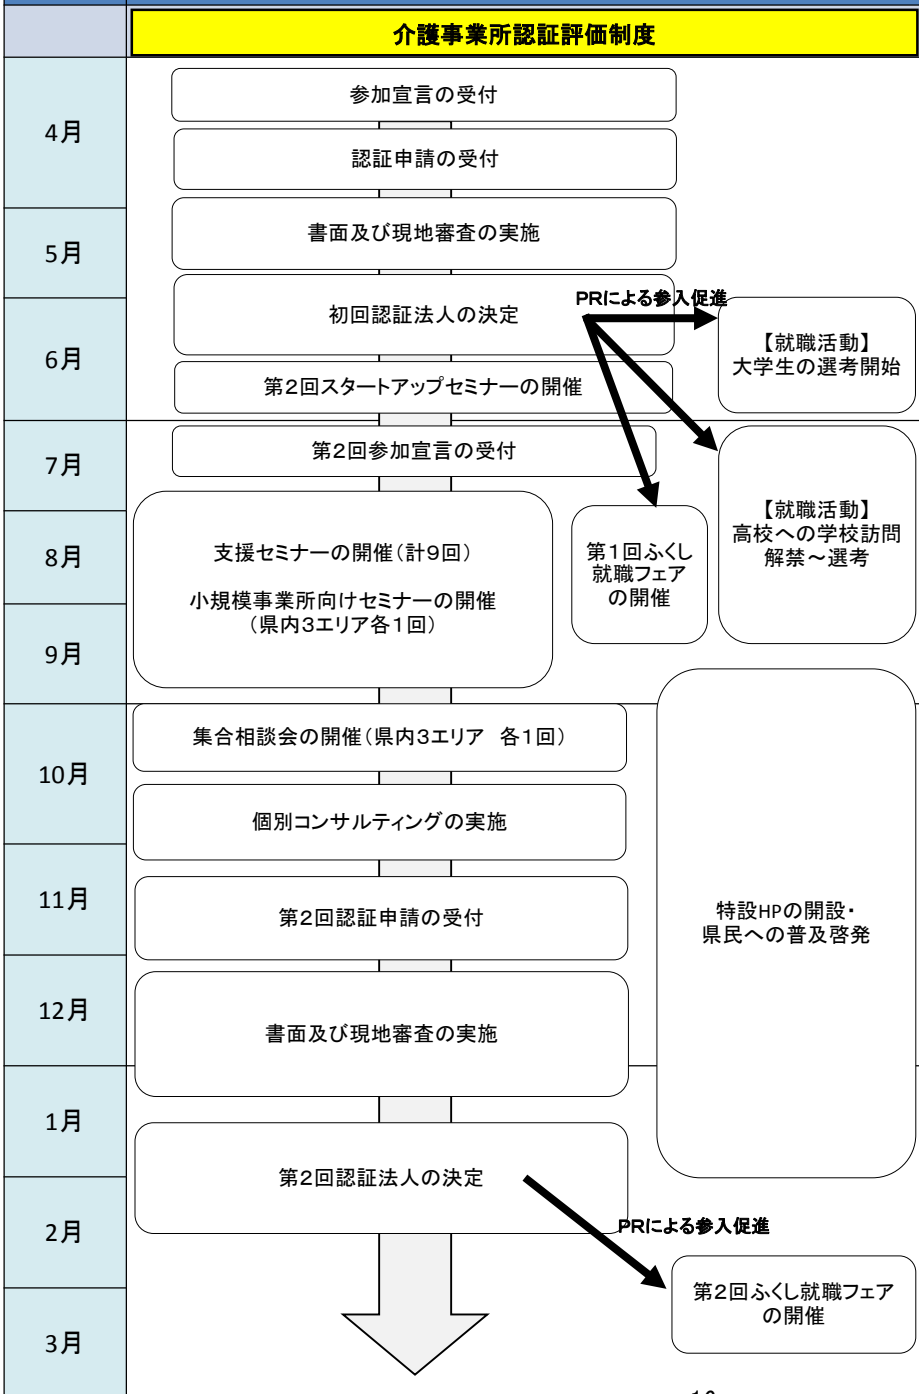 介護事業所認証評価制度
4月
参加宣言の受付
認証申請の受付
5月
書面及び現地審査の実施
6月
初回認証法人の決定
PRによる参入促進
【就職活動】
大学生の選考開始
第2回スタートアップセミナーの開催
7月
第2回参加宣言の受付
8月
支援セミナーの開催(計9回)
小規模事業所向けセミナーの開催
(県内3エリア各1回)
第1回ふくし
就職フェア
の開催
【就職活動】
高校への学校訪問
解禁～選考
9月
10月
集合相談会の開催(県内3エリア 各1回)
個別コンサルティングの実施
11月
第2回認証申請の受付
特設HPの開設・
県民への普及啓発
12月
書面及び現地審査の実施
1月
第2回認証法人の決定
2月
PRによる参入促進
第2回ふくし就職フェア
の開催
3月